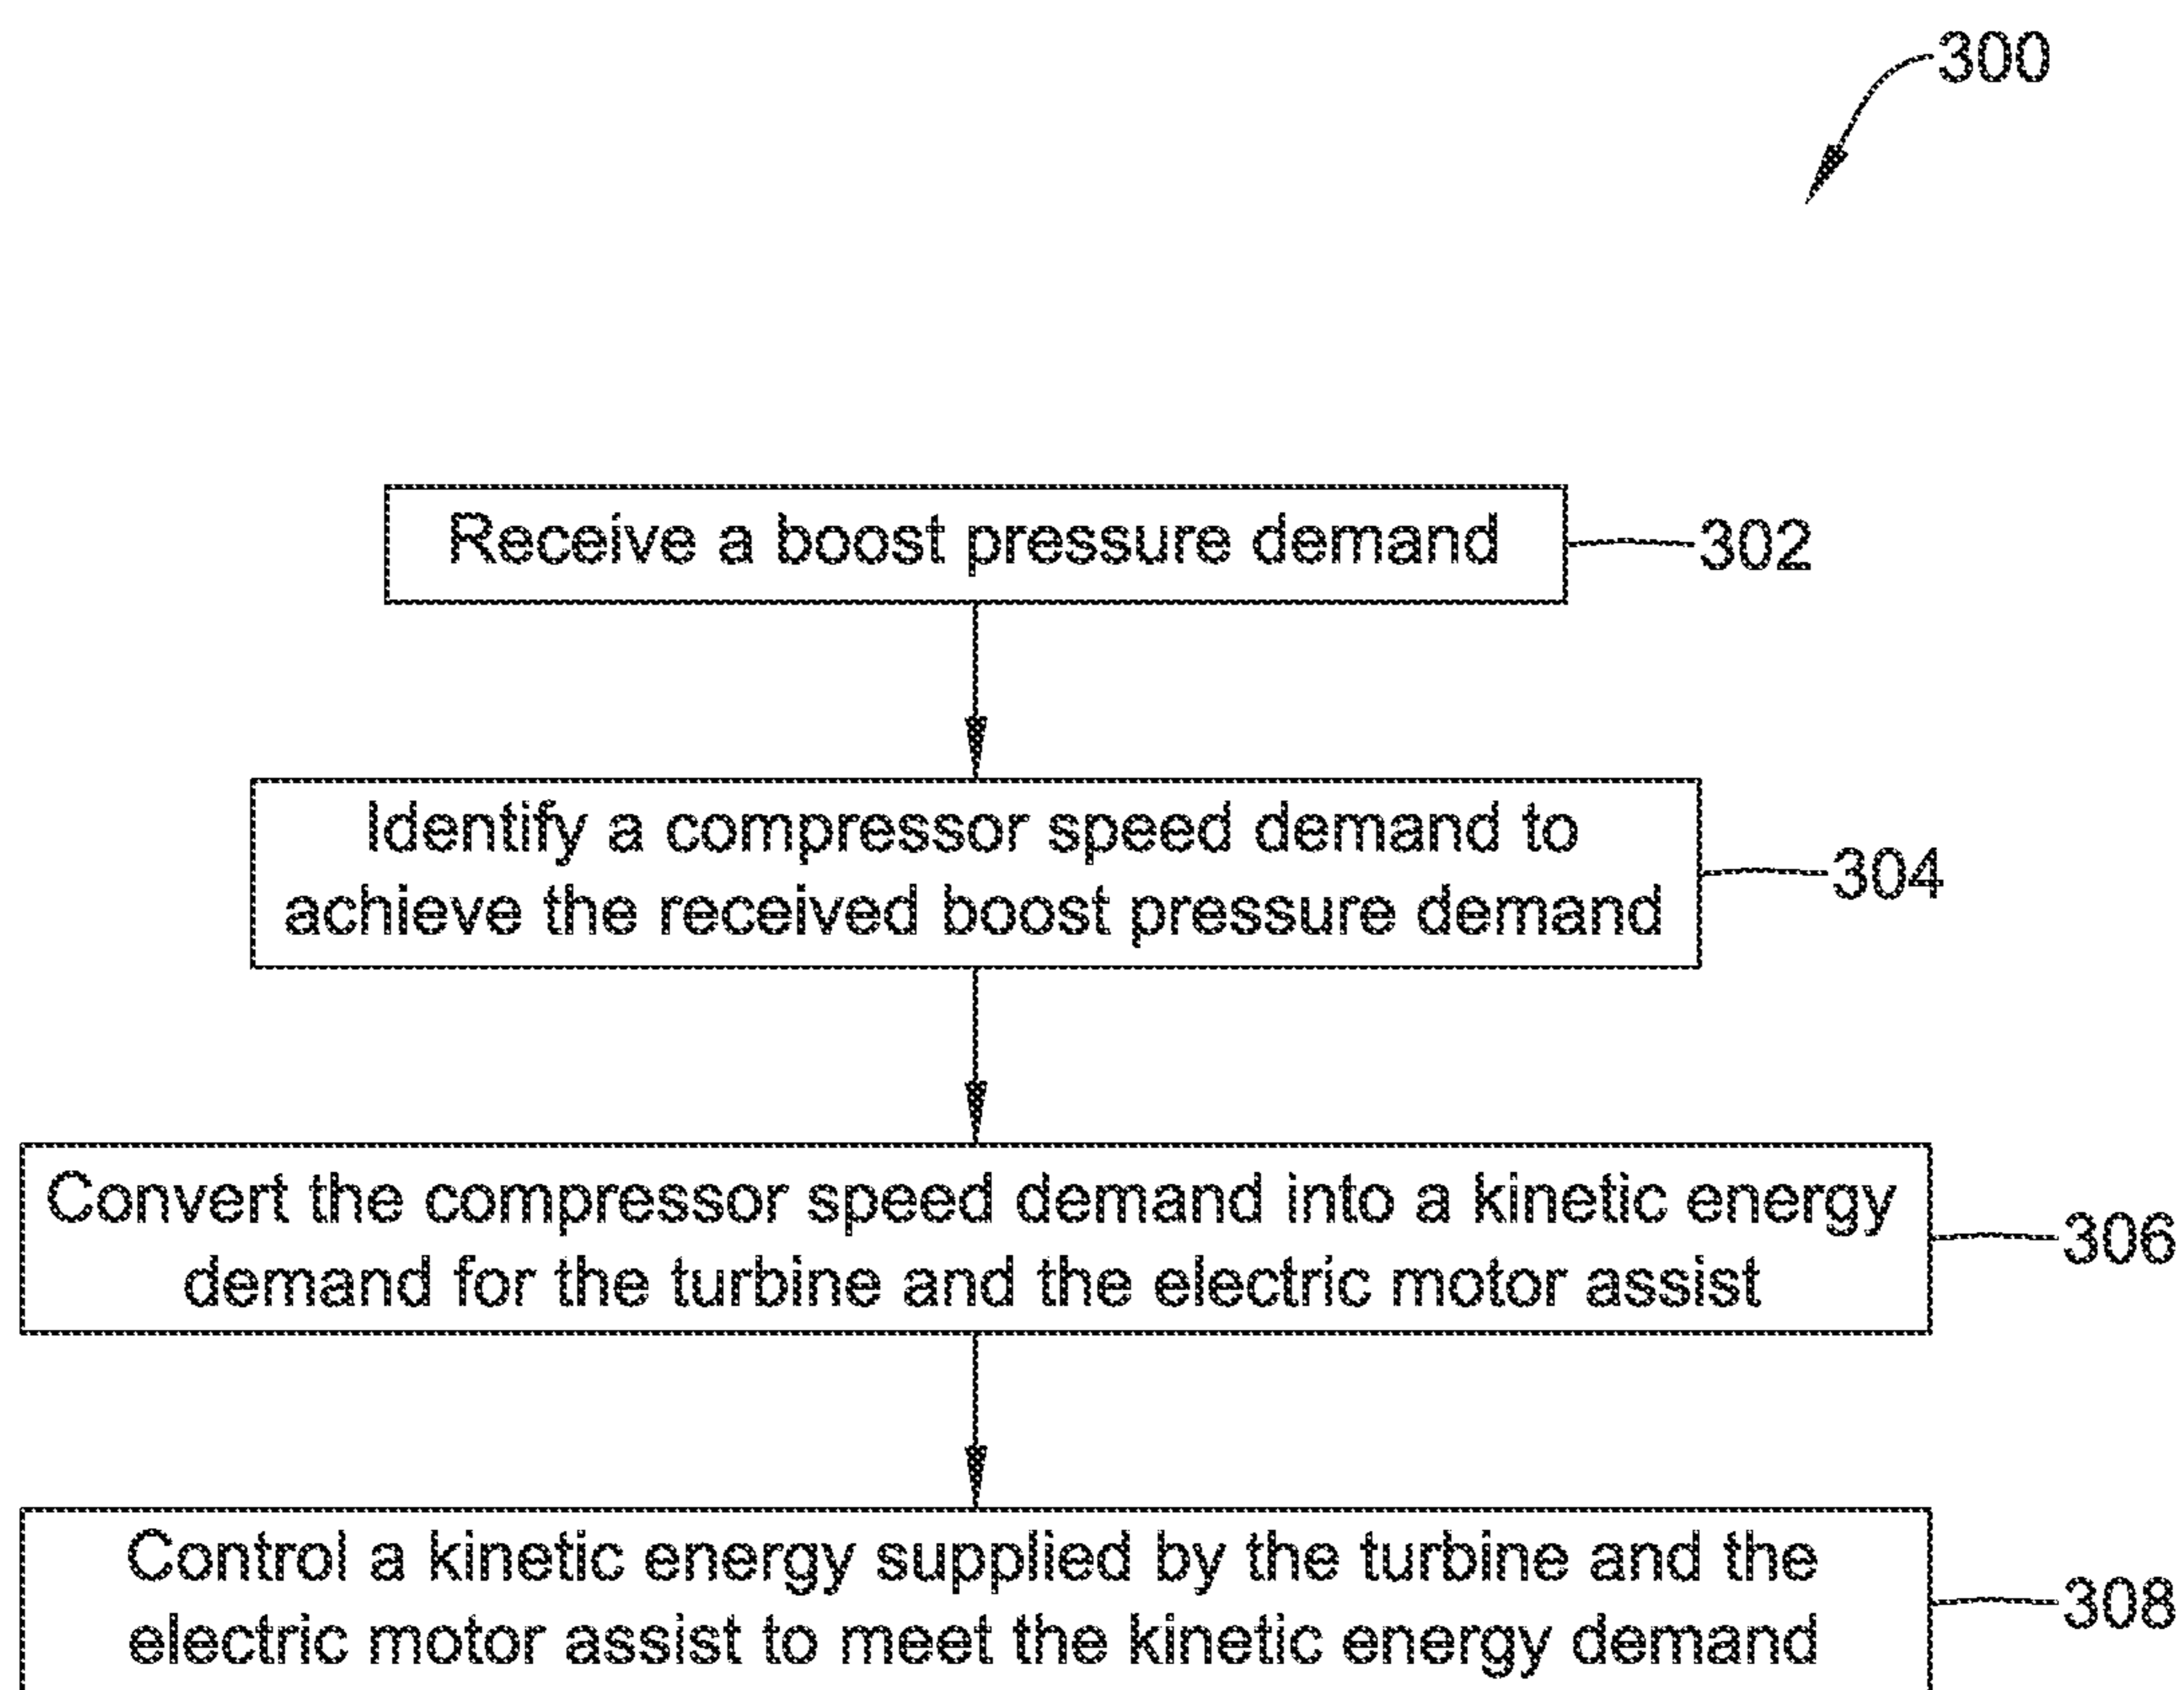 300
Receive a boost pressure demand
302
Identify a compressor speed demand to
achieve the received boost pressure demand
304
Convert the compressor speed demand into a kinetic energy
demand for the turbine and the electric motor assist
306
Control a kinetic energy supplied by the turbine and the
electric motor assist to meet the kinetic energy demand
308